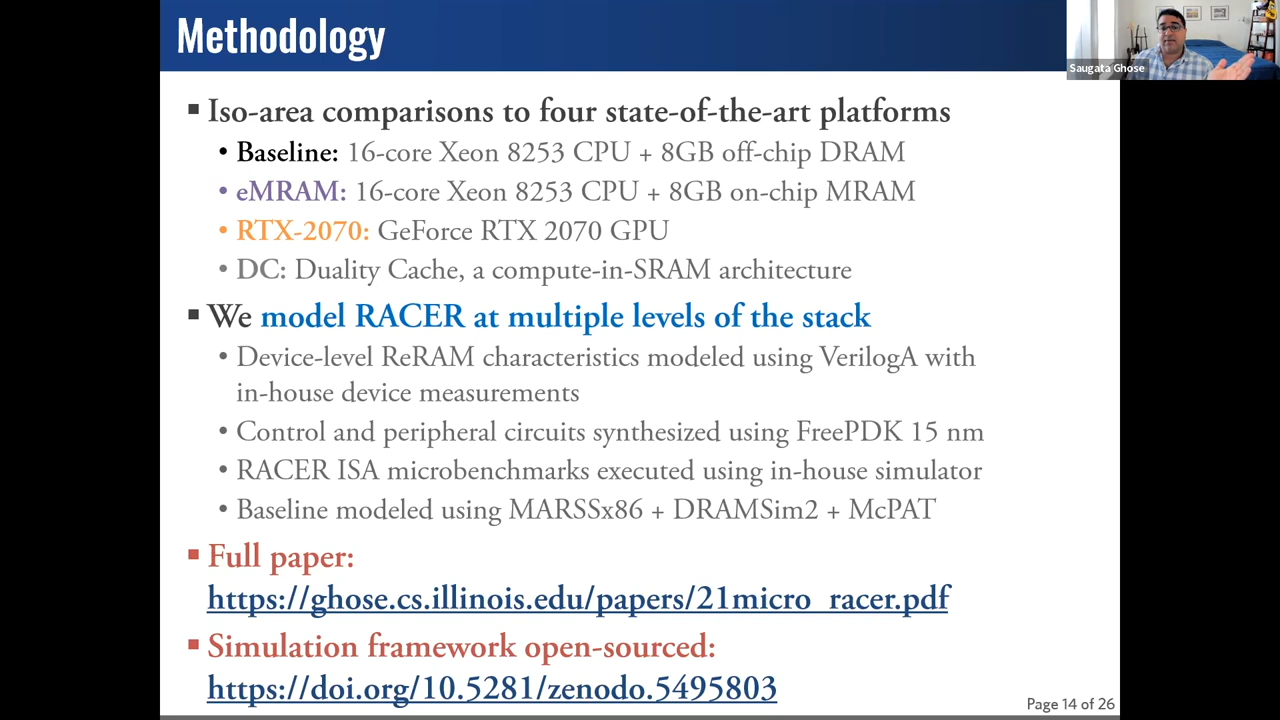 Methodology
Saugata Ghose
▪ Iso-area comparisons to four state-of-the-art platforms
• Baseline: 16-core Xeon 8253 CPU + 8GB off-chip DRAM
• eMRAM: 16-core Xeon 8253 CPU + 8GB on-chip MRAM
• RTX-2070: GeForce RTX 2070 GPU
• DC: Duality Cache, a compute-in-SRAM architecture
▪ We model RACER at multiple levels of the stack
• Device-level ReRAM characteristics modeled using VerilogA with
in-house device measurements
• Control and peripheral circuits synthesized using FreePDK 15 nm
• RACER ISA microbenchmarks executed using in-house simulator
• Baseline modeled using MARSSx86 + DRAMSim2 + McPAT
▪ Full paper:
https://ghose.cs.illinois.edu/papers/21micro_racer.pdf
▪ Simulation framework open-sourced:
https://doi.org/10.5281/zenodo.5495803
Page 14 of 26